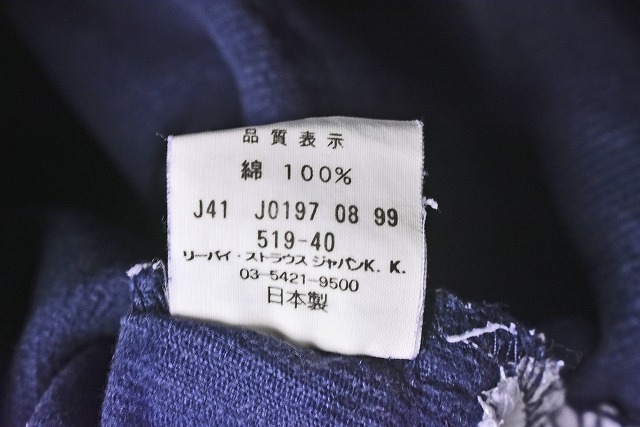 品質表示
綿 100%
J41 J0197 08 99
519-40
リーバイ・ストラウス ジャパンK. K.
03-5421-9500
日本製